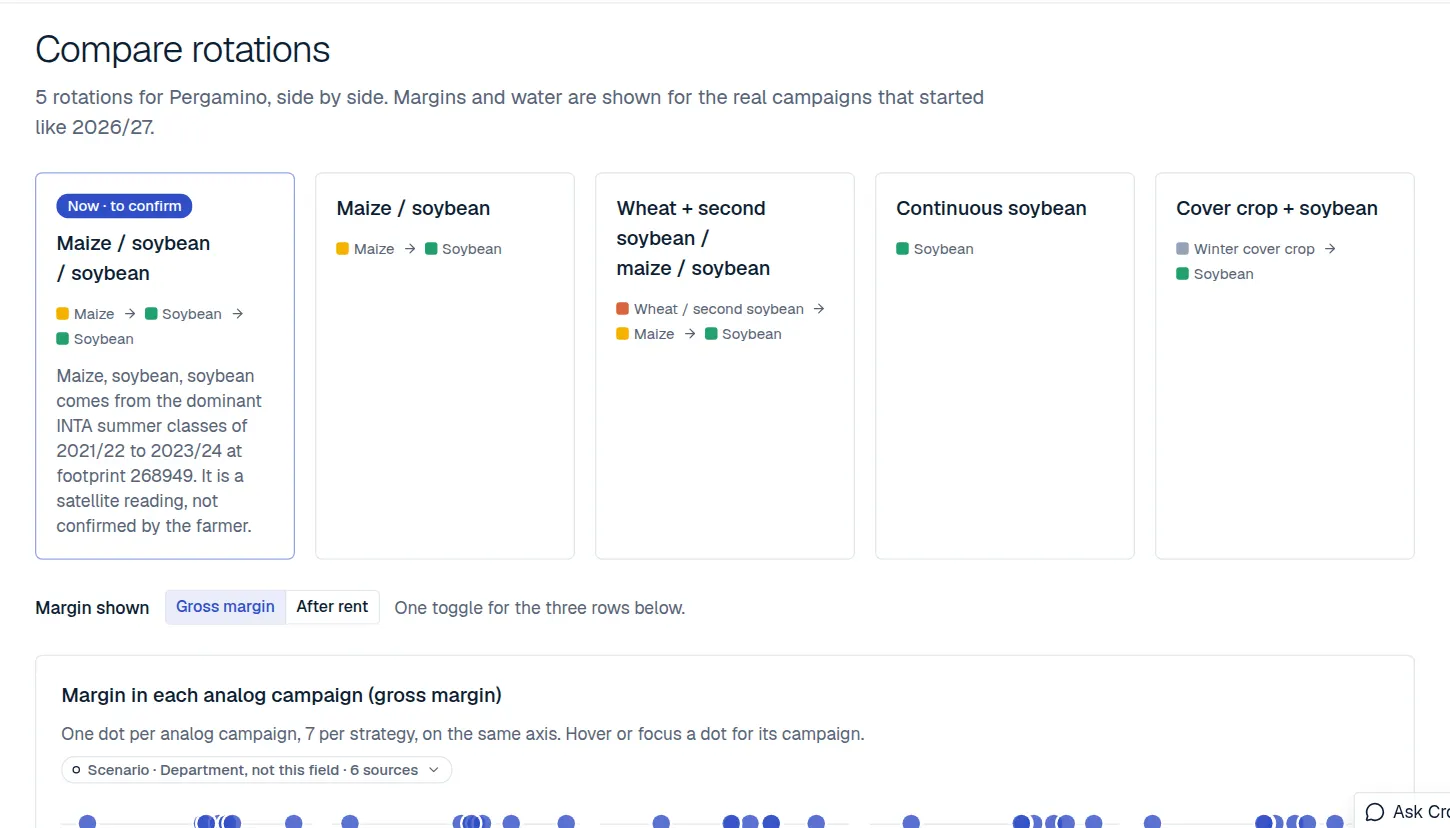 Compare rotations
5 rotations for Pergamino, side by side. Margins and water are shown for the real campaigns that started
like 2026/27.
Now · to confirm
Maize / soybean
/ soybean
Maize → Soybean →
Soybean
Maize, soybean, soybean
comes from the dominant
INTA summer classes of
2021/22 to 2023/24 at
footprint 268949. It is a
satellite reading, not
confirmed by the farmer.
Maize / soybean
Maize → Soybean
Wheat + second
soybean /
maize / soybean
Wheat / second soybean →
Maize → Soybean
Continuous soybean
Soybean
Cover crop + soybean
Winter cover crop →
Soybean
Margin shown Gross margin After rent One toggle for the three rows below.
Margin in each analog campaign (gross margin)
One dot per analog campaign, 7 per strategy, on the same axis. Hover or focus a dot for its campaign.
Scenario · Department, not this field · 6 sources
Ask